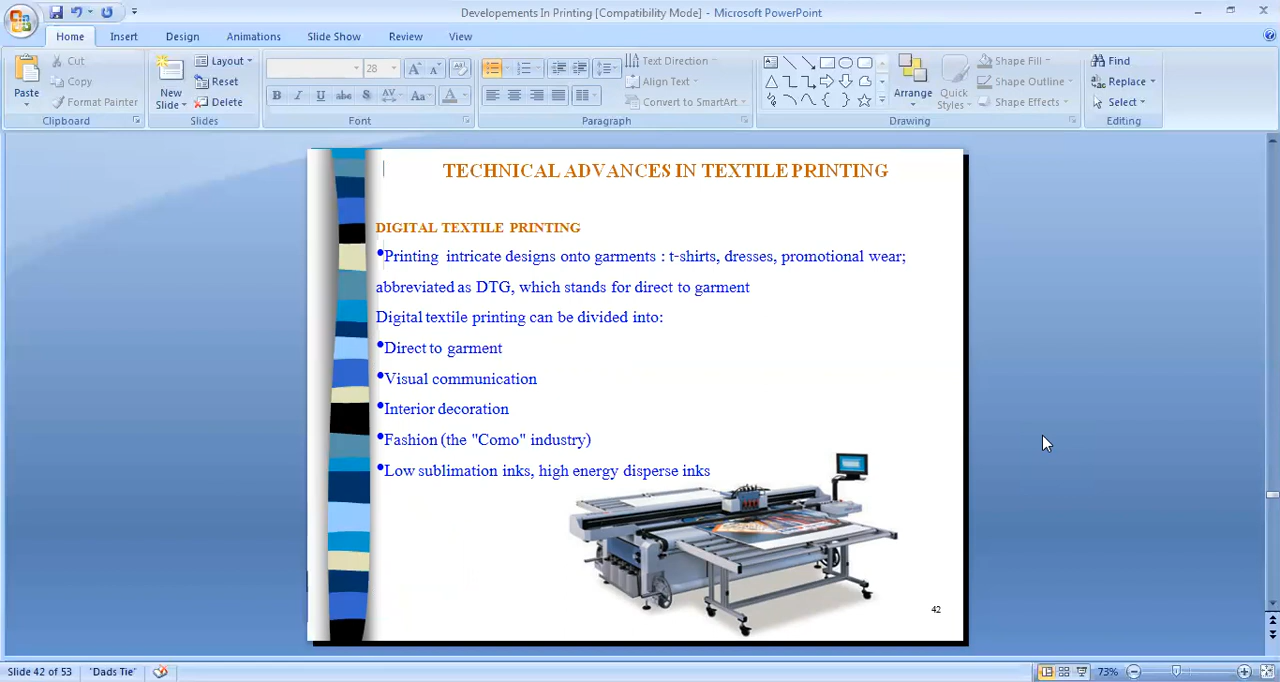 Developements In Printing [Compatibility Mode] - Microsoft PowerPoint
Home Insert Design Animations Slide Show Review View
Paste
Cut
Copy
Format Painter
Clipboard
New
Slide
Layout
Reset
Delete
Slides
28
B I U abc S AV Aa A
Font
Text Direction
Align Text
Convert to SmartArt
Paragraph
Arrange
Quick
Styles
Shape Fill
Shape Outline
Shape Effects
Drawing
Find
Replace
Select
Editing
TECHNICAL ADVANCES IN TEXTILE PRINTING
DIGITAL TEXTILE PRINTING
•Printing intricate designs onto garments : t-shirts, dresses, promotional wear;
abbreviated as DTG, which stands for direct to garment
Digital textile printing can be divided into:
•Direct to garment
•Visual communication
•Interior decoration
•Fashion (the "Como" industry)
•Low sublimation inks, high energy disperse inks
42
Slide 42 of 53 "Dads Tie" 73%